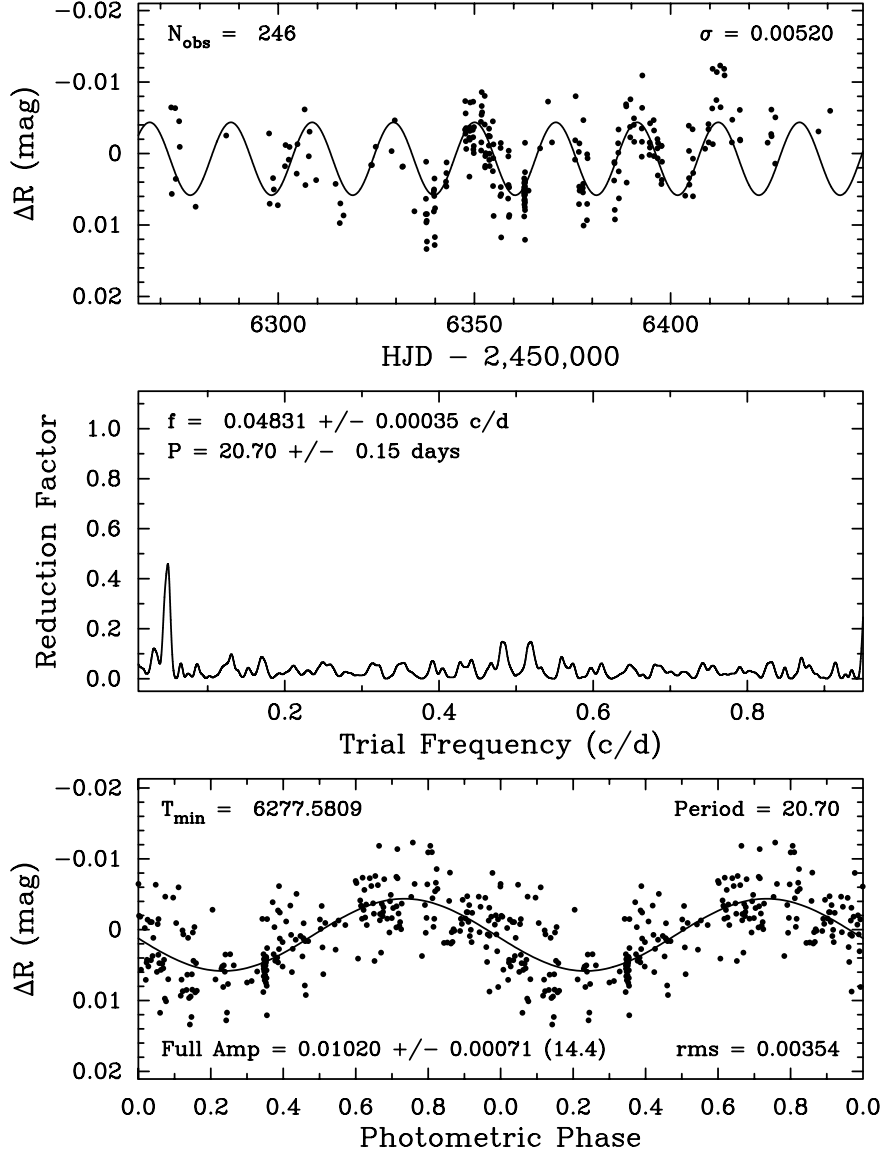 −0.02
N_obs = 246
σ = 0.00520
−0.01
0
0.01
0.02
ΔR (mag)
6300 6350 6400
HJD − 2,450,000
f = 0.04831 +/− 0.00035 c/d
P = 20.70 +/− 0.15 days
1.0
0.8
0.6
0.4
0.2
0.0
Reduction Factor
0.2 0.4 0.6 0.8
Trial Frequency (c/d)
−0.02
T_min = 6277.5809
Period = 20.70
−0.01
0
0.01
0.02
ΔR (mag)
Full Amp = 0.01020 +/− 0.00071 (14.4)
rms = 0.00354
0.0 0.2 0.4 0.6 0.8 0.0 0.2 0.4 0.6 0.8 0.0
Photometric Phase